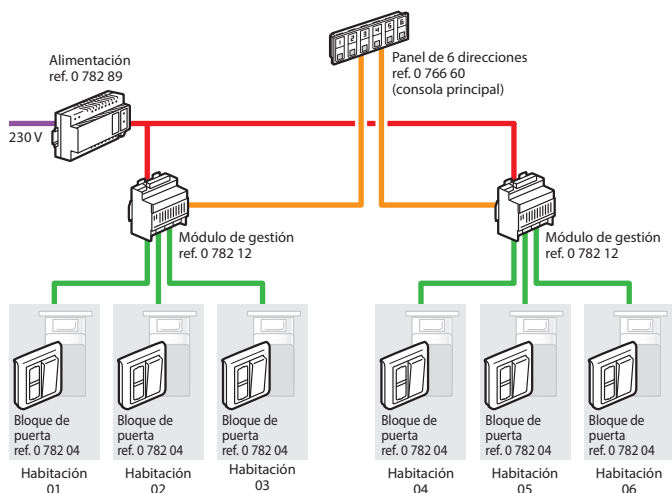 1 2 3 4 5 6
Alimentación
ref. 0 782 89
Panel de 6 direcciones
ref. 0 766 60
(consola principal)
230 V
Módulo de gestión
ref. 0 782 12
Módulo de gestión
ref. 0 782 12
Bloque de
puerta
ref. 0 782 04
Bloque de
puerta
ref. 0 782 04
Bloque de
puerta
ref. 0 782 04
Bloque de
puerta
ref. 0 782 04
Bloque de
puerta
ref. 0 782 04
Bloque de
puerta
ref. 0 782 04
Habitación
01
Habitación
02
Habitación
03
Habitación
04
Habitación
05
Habitación
06